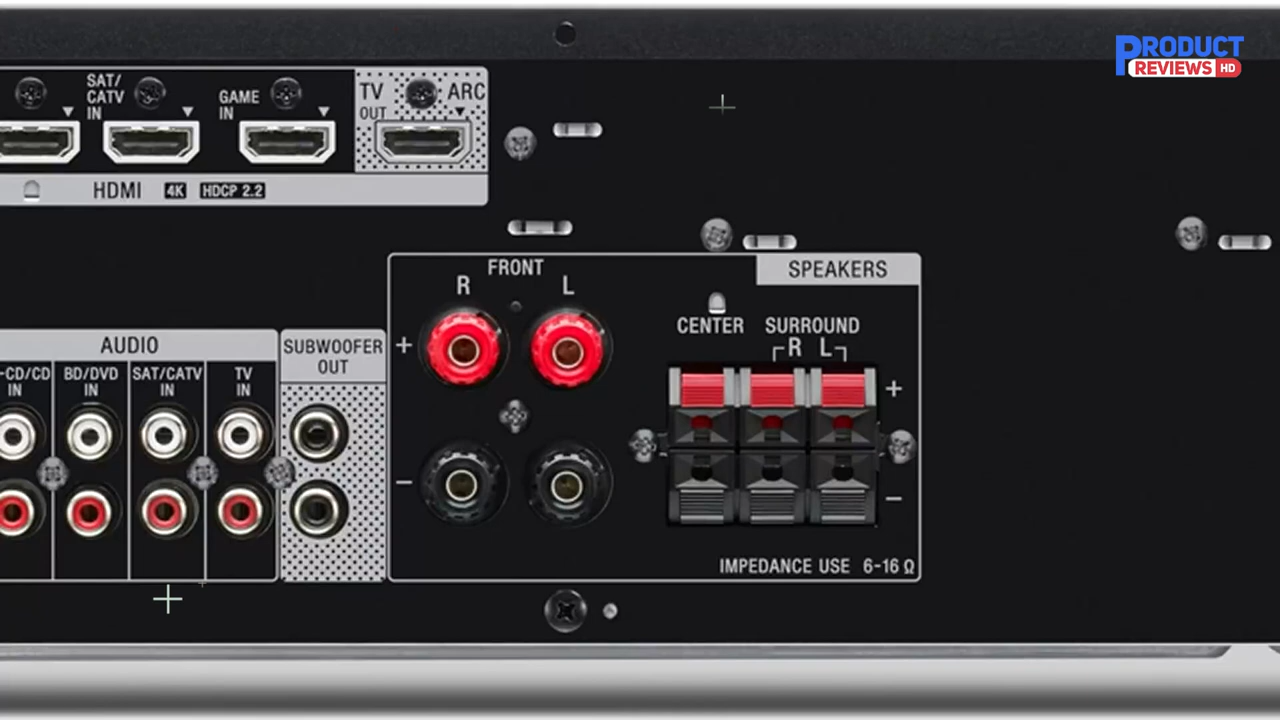 PRODUCT
REVIEWS HD
SAT/
CATV
IN
GAME
IN
TV
OUT
ARC
HDMI 4K HDCP 2.2
FRONT
R L
SPEAKERS
CENTER
SURROUND
R L
+
+
−
−
IMPEDANCE USE 6-16 Ω
AUDIO
-CD/CD
IN
BD/DVD
IN
SAT/CATV
IN
TV
IN
SUBWOOFER
OUT